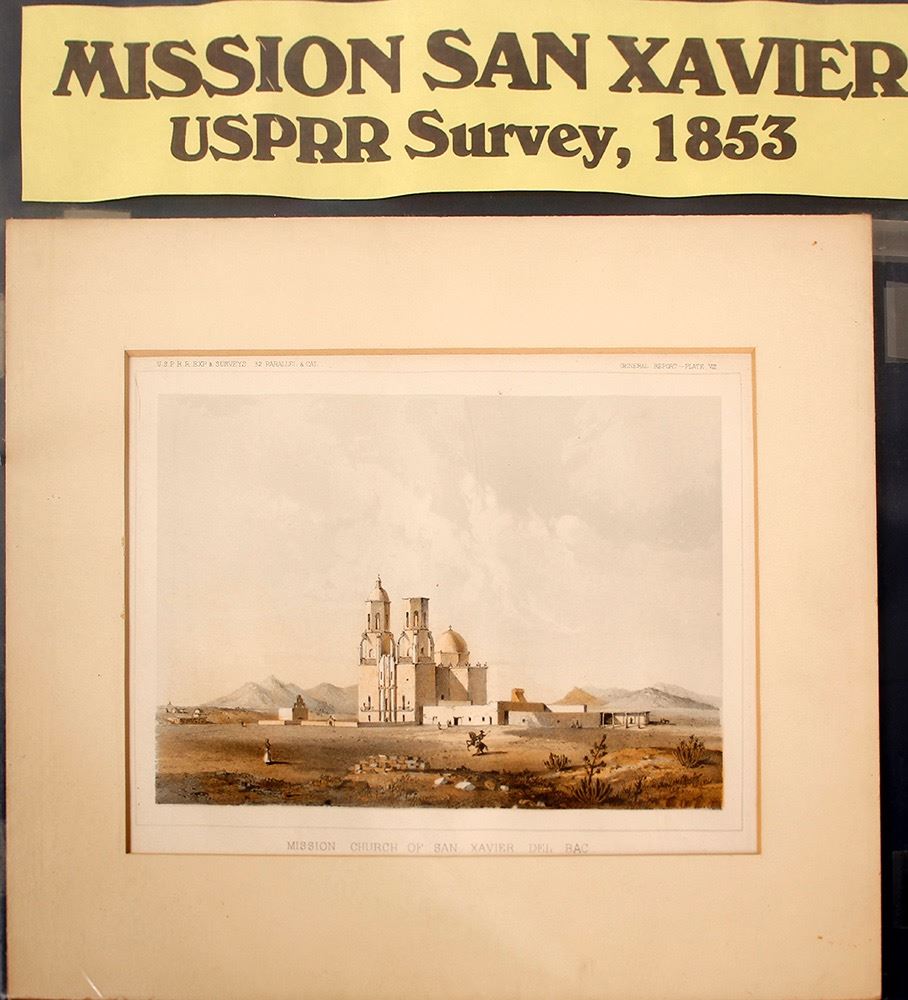 MISSION SAN XAVIER
USPRR Survey, 1853
U.S.P.R.R. EXP. & SURVEYS 32 PARALLEL & CAL.
GENERAL REPORT—PLATE VII
MISSION CHURCH OF SAN XAVIER DEL BAC